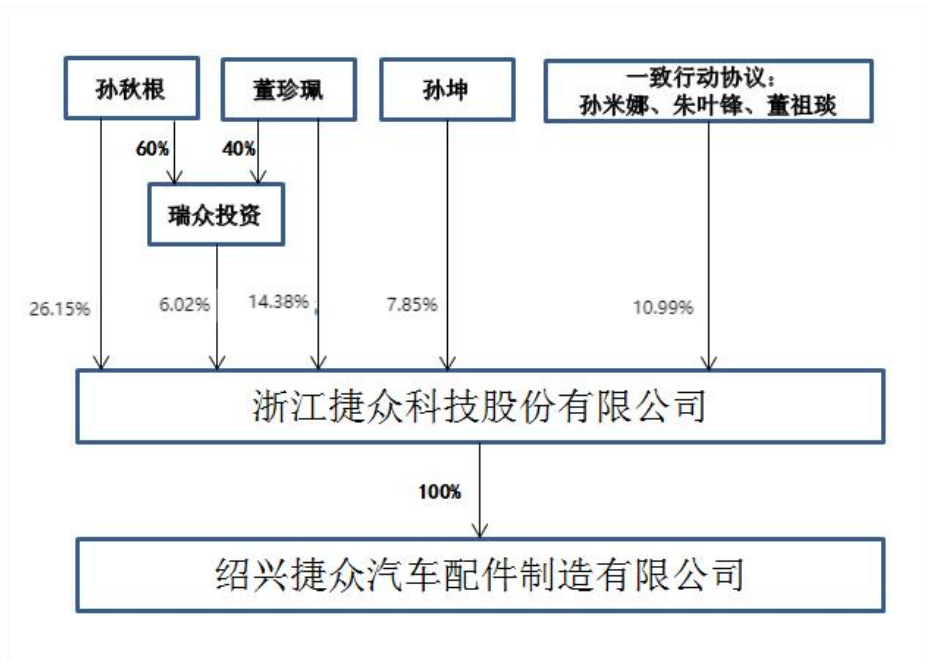 孙秋根
董珍珮
孙坤
一致行动协议：
孙米娜、朱叶锋、董祖琰
60%
40%
瑞众投资
26.15%
6.02%
14.38%
7.85%
10.99%
浙江捷众科技股份有限公司
100%
绍兴捷众汽车配件制造有限公司